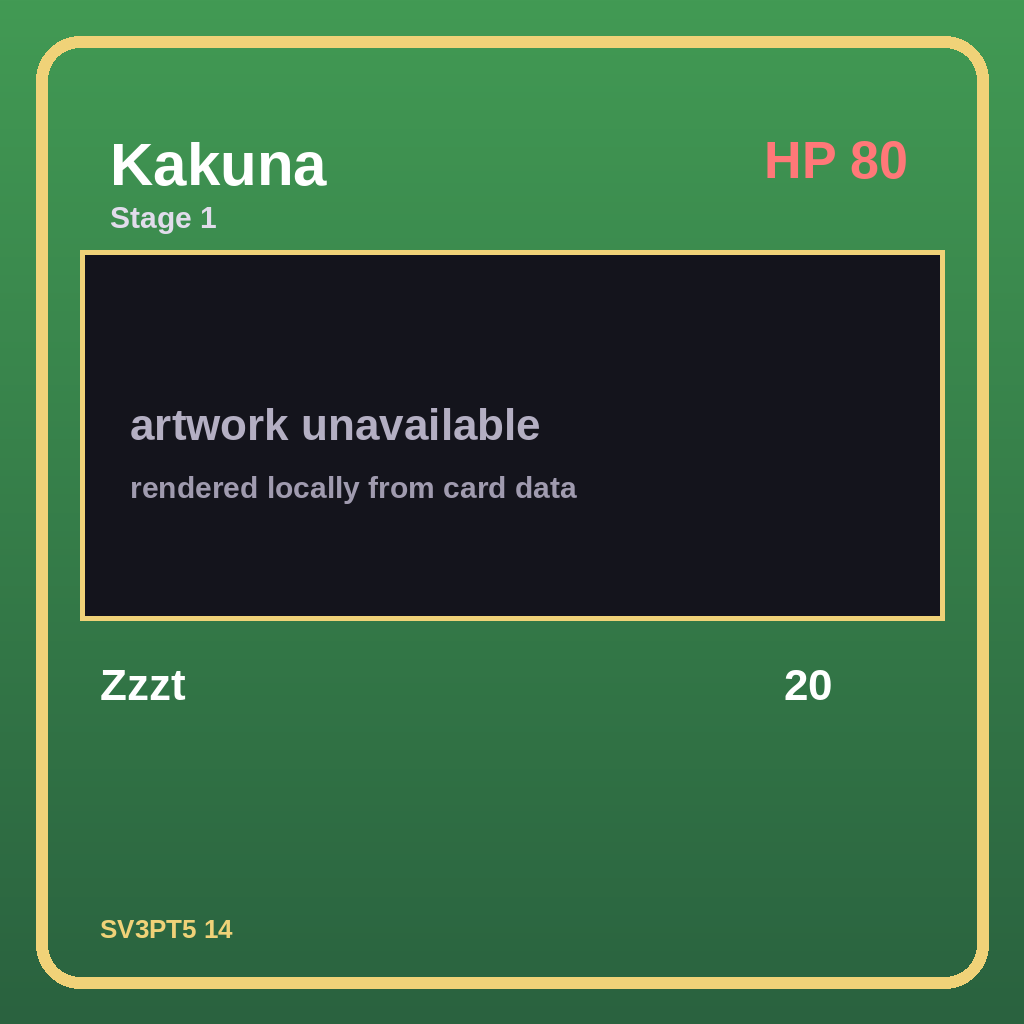 Kakuna
HP 80
Stage 1
artwork unavailable
rendered locally from card data
Zzzt
20
SV3PT5 14